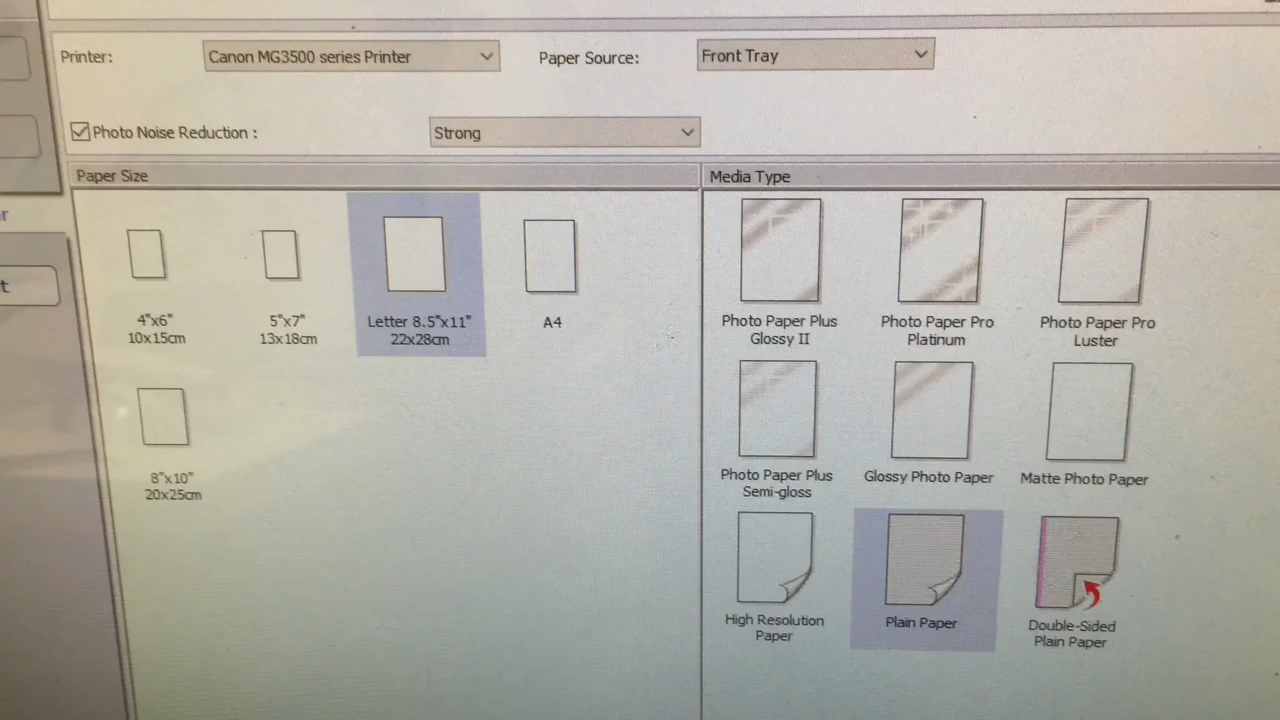 Printer: Canon MG3500 series Printer Paper Source: Front Tray
Photo Noise Reduction : Strong
Paper Size
Media Type
4"x6"
10x15cm
5"x7"
13x18cm
Letter 8.5"x11"
22x28cm
A4
8"x10"
20x25cm
Photo Paper Plus
Glossy II
Photo Paper Pro
Platinum
Photo Paper Pro
Luster
Photo Paper Plus
Semi-gloss
Glossy Photo Paper
Matte Photo Paper
High Resolution
Paper
Plain Paper
Double-Sided
Plain Paper